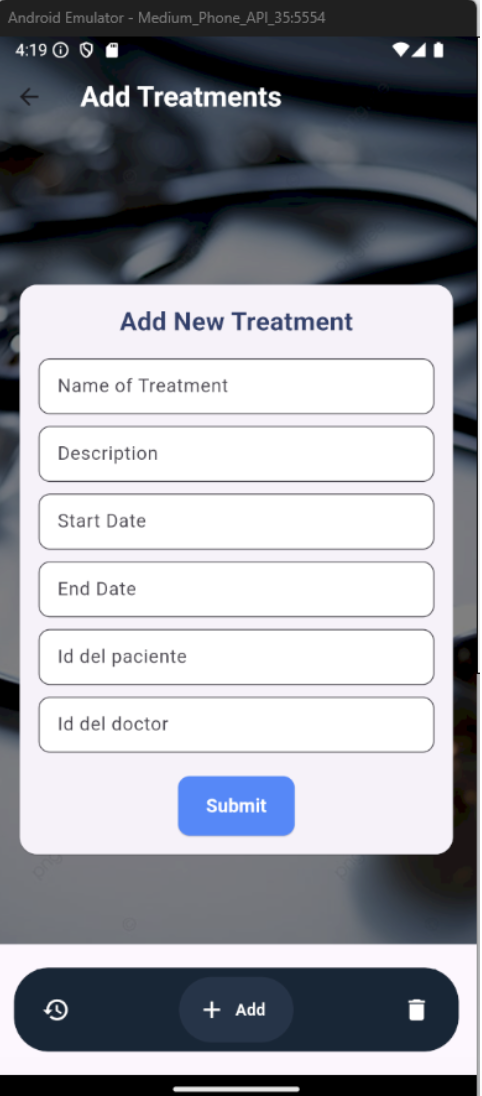 Android Emulator - Medium_Phone_API_35:5554
4:19
Add Treatments
Add New Treatment
Name of Treatment
Description
Start Date
End Date
Id del paciente
Id del doctor
Submit
Add